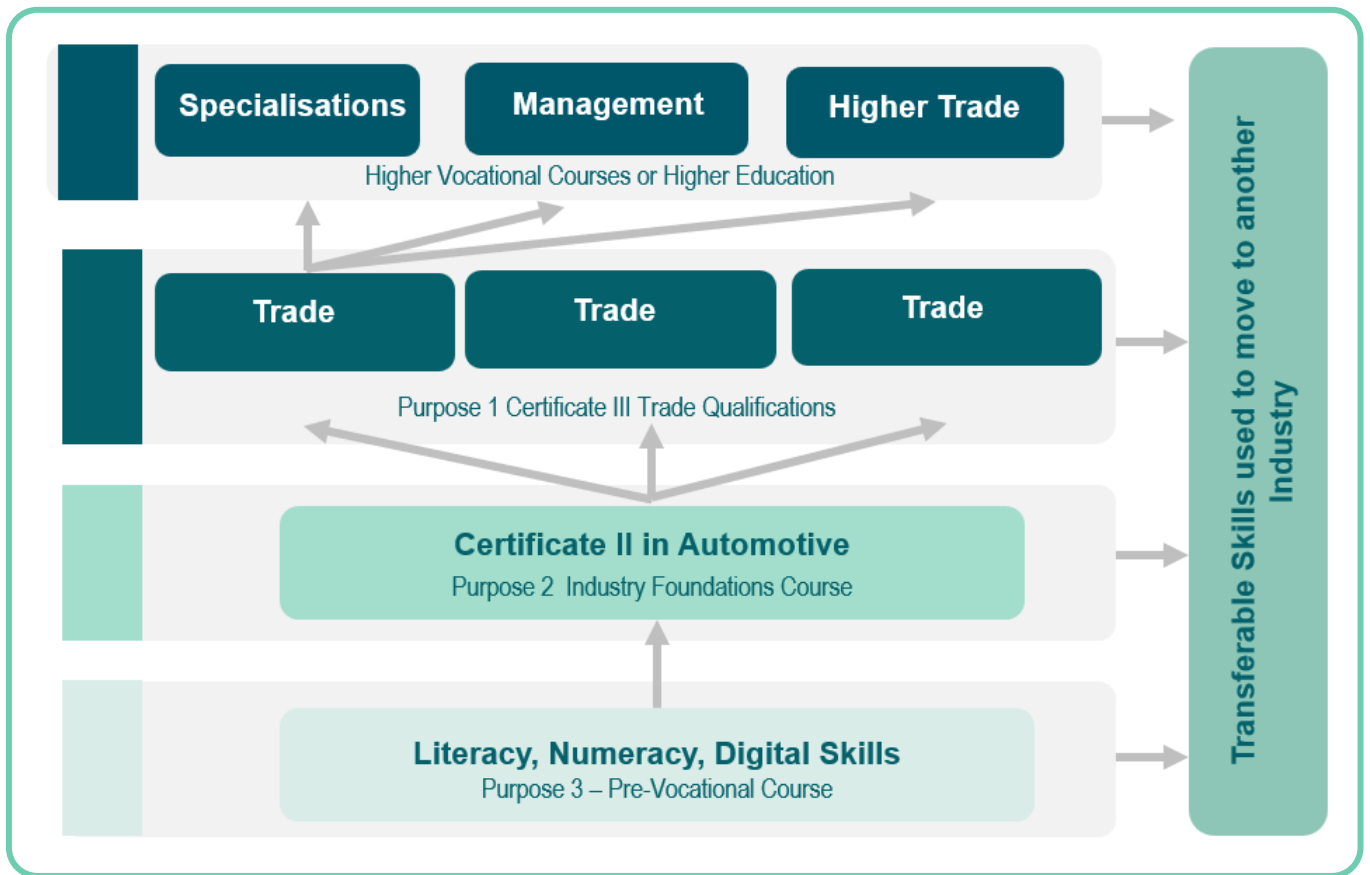 Specialisations
Management
Higher Trade
Higher Vocational Courses or Higher Education
Trade
Trade
Trade
Purpose 1 Certificate III Trade Qualifications
Certificate II in Automotive
Purpose 2  Industry Foundations Course
Literacy, Numeracy, Digital Skills
Purpose 3 – Pre-Vocational Course
Transferable Skills used to move to another
Industry